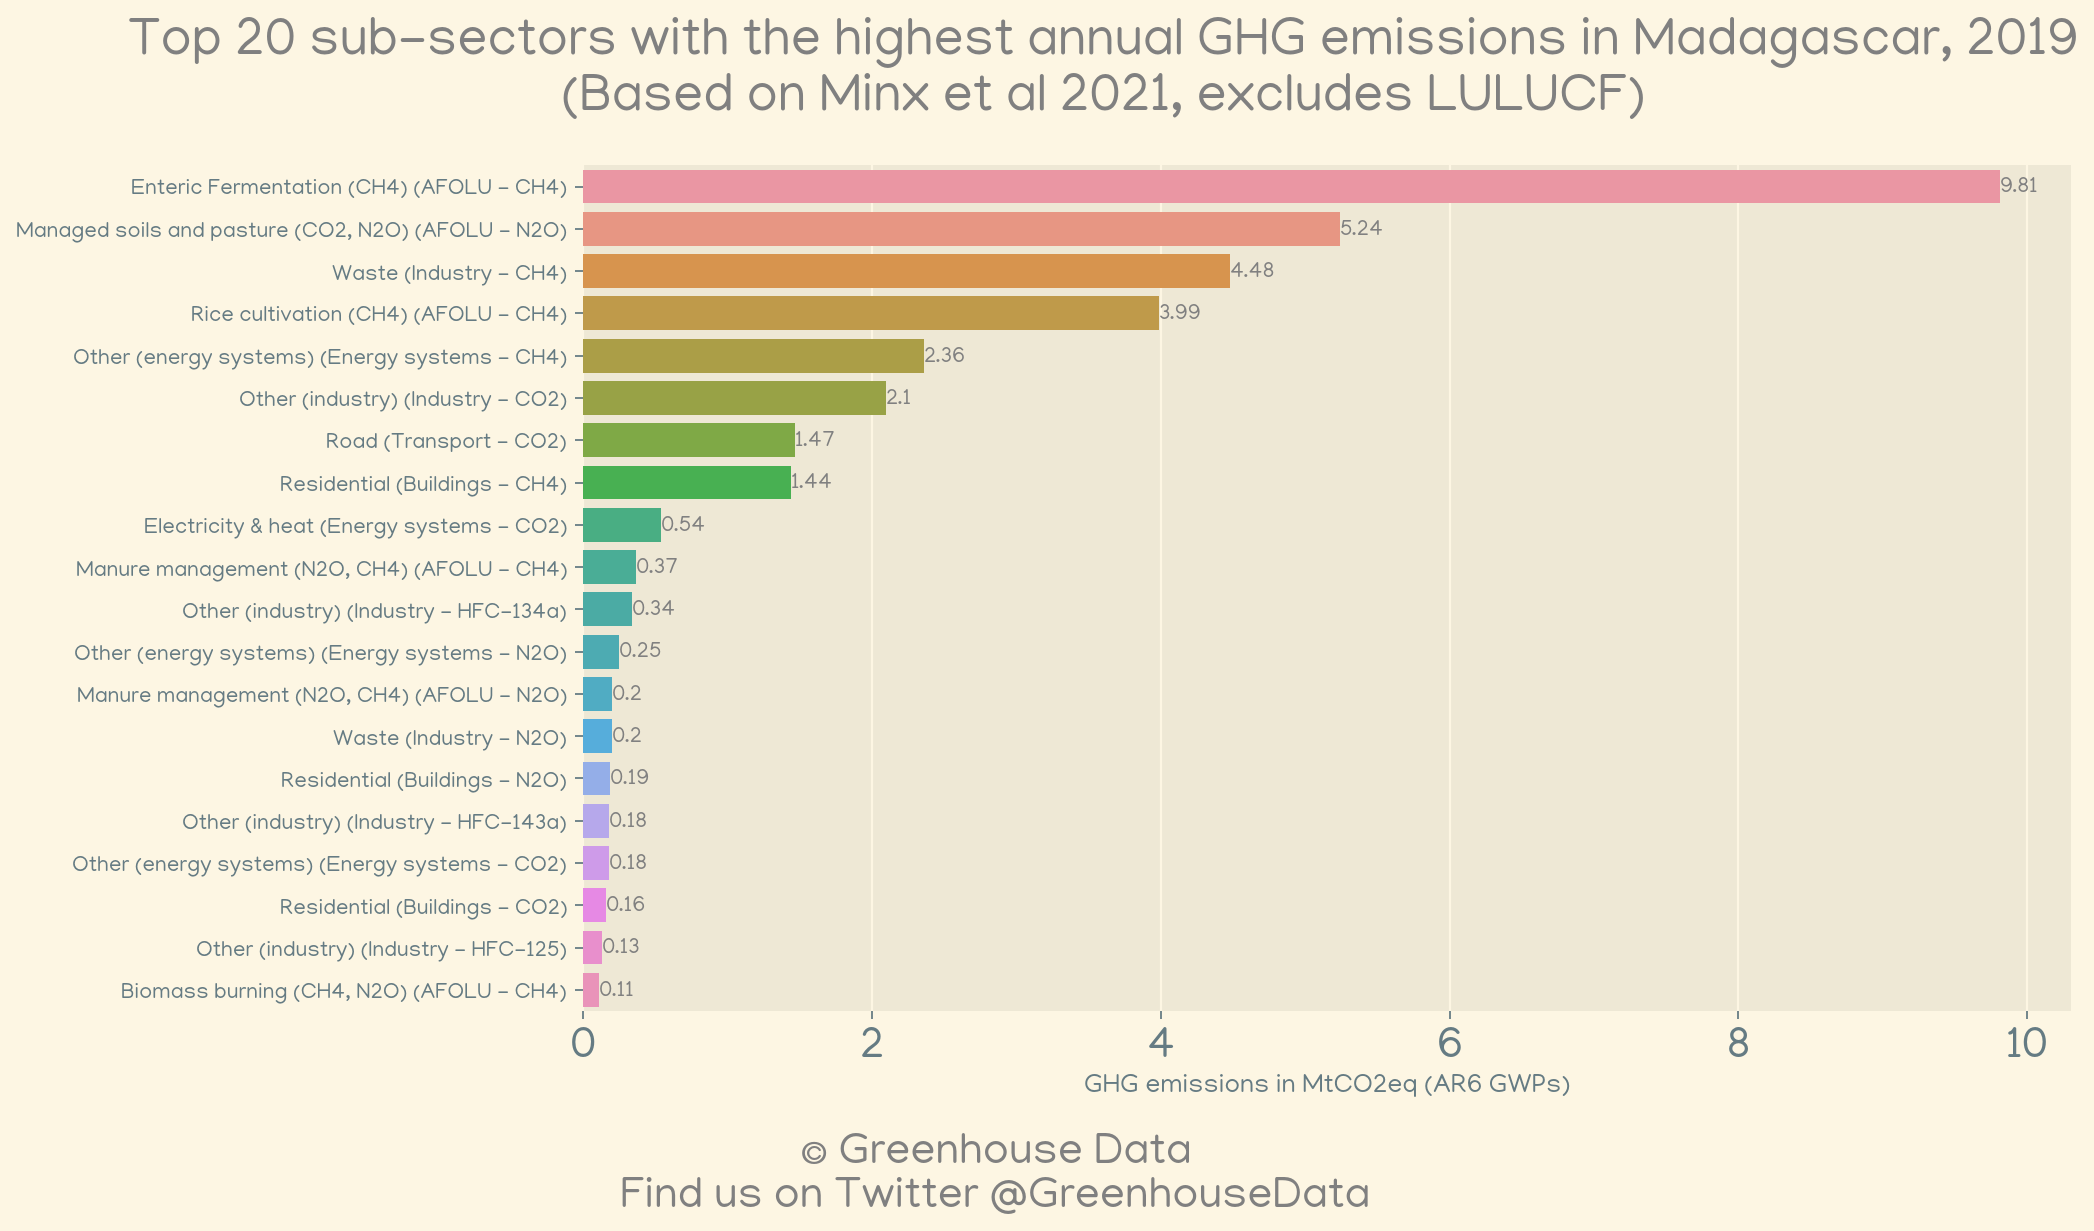 Top 20 sub-sectors with the highest annual GHG emissions in Madagascar, 2019
(Based on Minx et al 2021, excludes LULUCF)
Enteric Fermentation (CH4) (AFOLU - CH4) 9.81
Managed soils and pasture (CO2, N2O) (AFOLU - N2O) 5.24
Waste (Industry - CH4) 4.48
Rice cultivation (CH4) (AFOLU - CH4) 3.99
Other (energy systems) (Energy systems - CH4) 2.36
Other (industry) (Industry - CO2) 2.1
Road (Transport - CO2) 1.47
Residential (Buildings - CH4) 1.44
Electricity & heat (Energy systems - CO2) 0.54
Manure management (N2O, CH4) (AFOLU - CH4) 0.37
Other (industry) (Industry - HFC-134a) 0.34
Other (energy systems) (Energy systems - N2O) 0.25
Manure management (N2O, CH4) (AFOLU - N2O) 0.2
Waste (Industry - N2O) 0.2
Residential (Buildings - N2O) 0.19
Other (industry) (Industry - HFC-143a) 0.18
Other (energy systems) (Energy systems - CO2) 0.18
Residential (Buildings - CO2) 0.16
Other (industry) (Industry - HFC-125) 0.13
Biomass burning (CH4, N2O) (AFOLU - CH4) 0.11
0 2 4 6 8 10
GHG emissions in MtCO2eq (AR6 GWPs)
© Greenhouse Data
Find us on Twitter @GreenhouseData